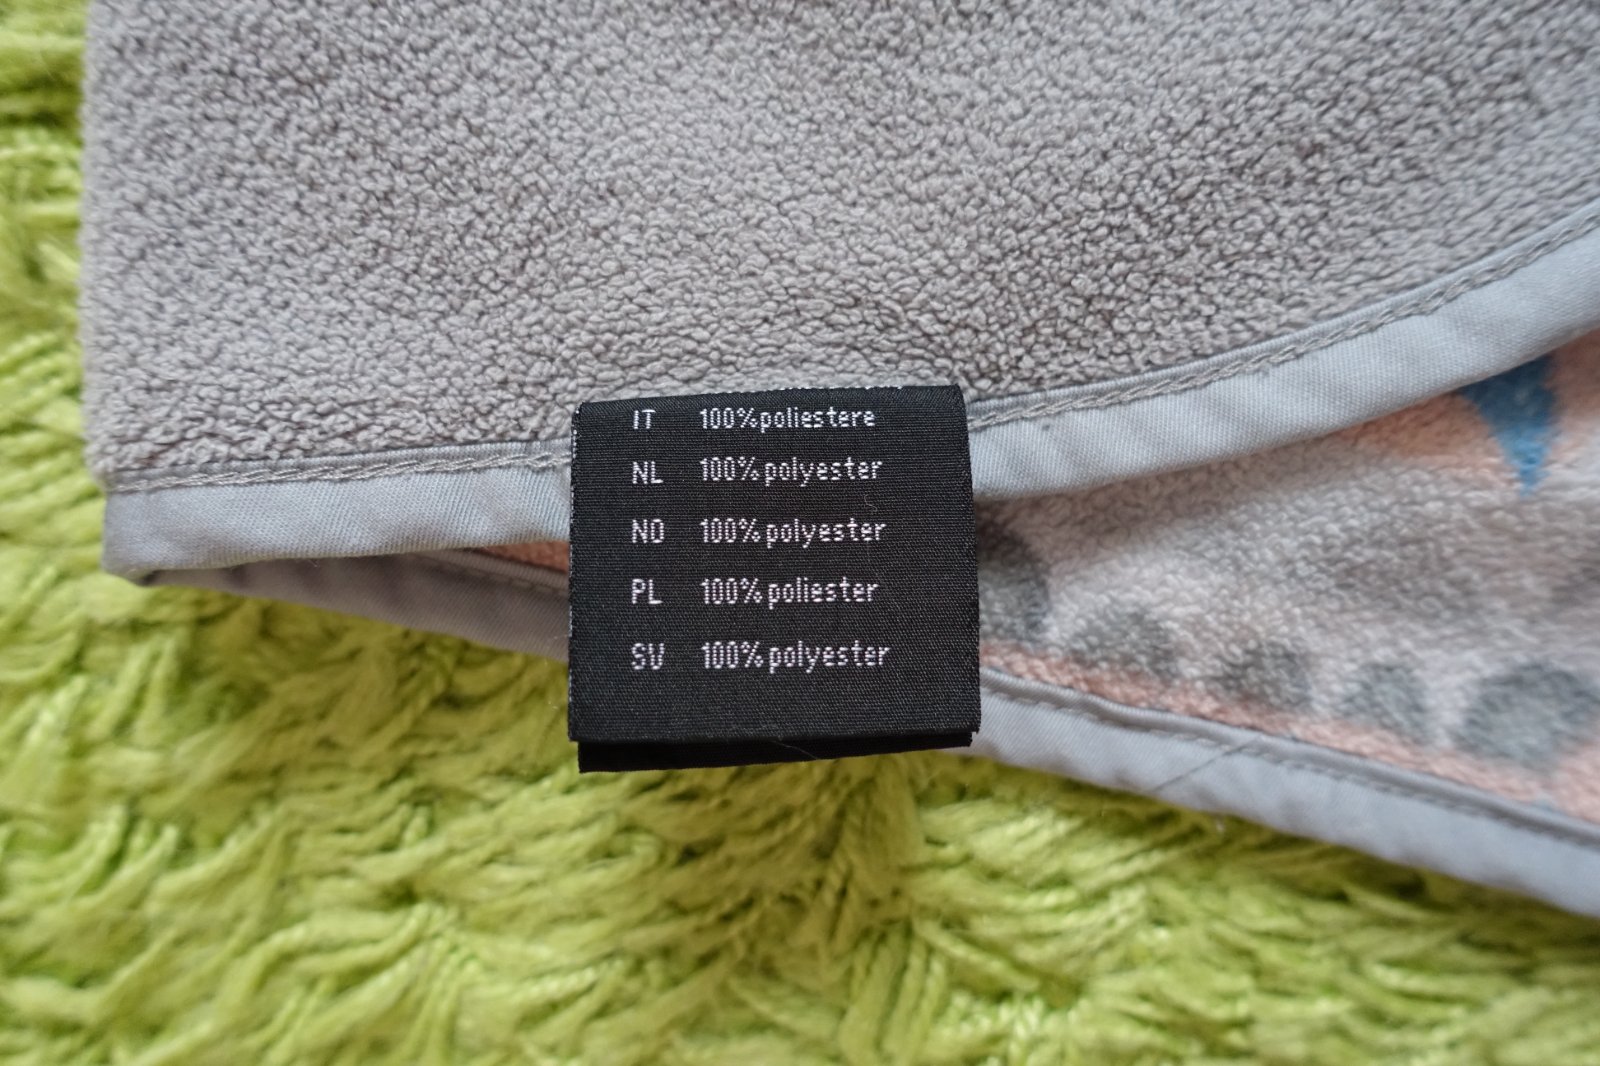 IT 100%poliestere
NL 100%polyester
NO 100%polyester
PL 100%poliester
SV 100%polyester